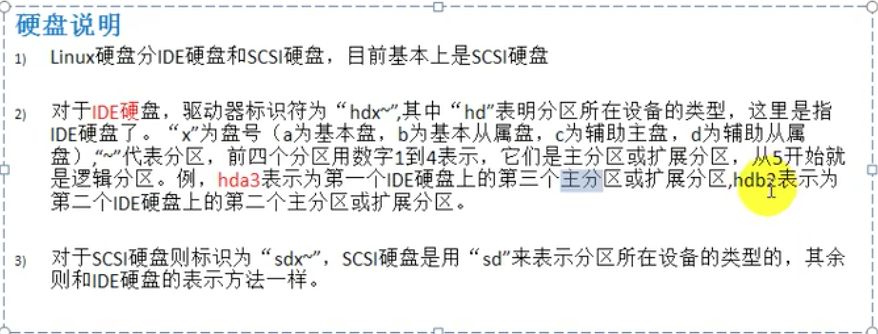 硬盘说明
1) Linux硬盘分IDE硬盘和SCSI硬盘，目前基本上是SCSI硬盘
2) 对于IDE硬盘，驱动器标识符为“hdx~”,其中“hd”表明分区所在设备的类型，这里是指
IDE硬盘了。“x”为盘号（a为基本盘，b为基本从属盘，c为辅助主盘，d为辅助从属
盘）,“~”代表分区，前四个分区用数字1到4表示，它们是主分区或扩展分区，从5开始就
是逻辑分区。例，hda3表示为第一个IDE硬盘上的第三个主分区或扩展分区,hdb2表示为
第二个IDE硬盘上的第二个主分区或扩展分区。
3) 对于SCSI硬盘则标识为“sdx~”，SCSI硬盘是用“sd”来表示分区所在设备的类型的，其余
则和IDE硬盘的表示方法一样。